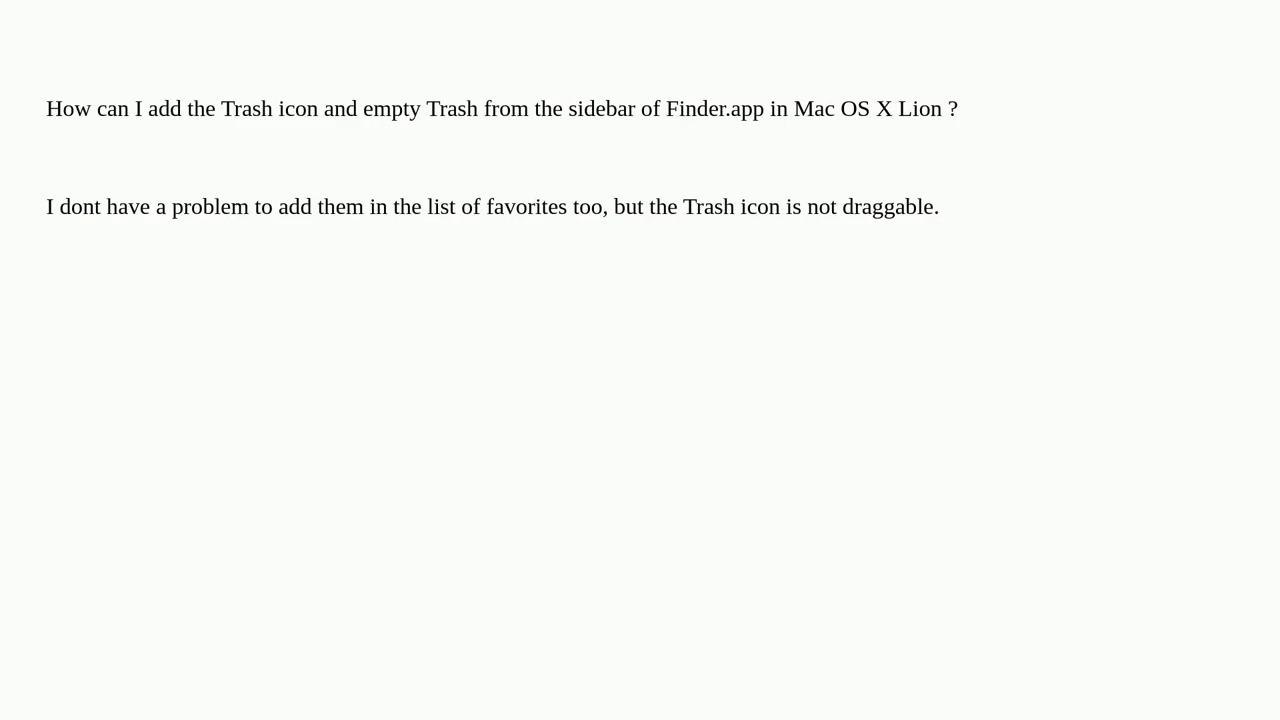 How can I add the Trash icon and empty Trash from the sidebar of Finder.app in Mac OS X Lion ?
I dont have a problem to add them in the list of favorites too, but the Trash icon is not draggable.